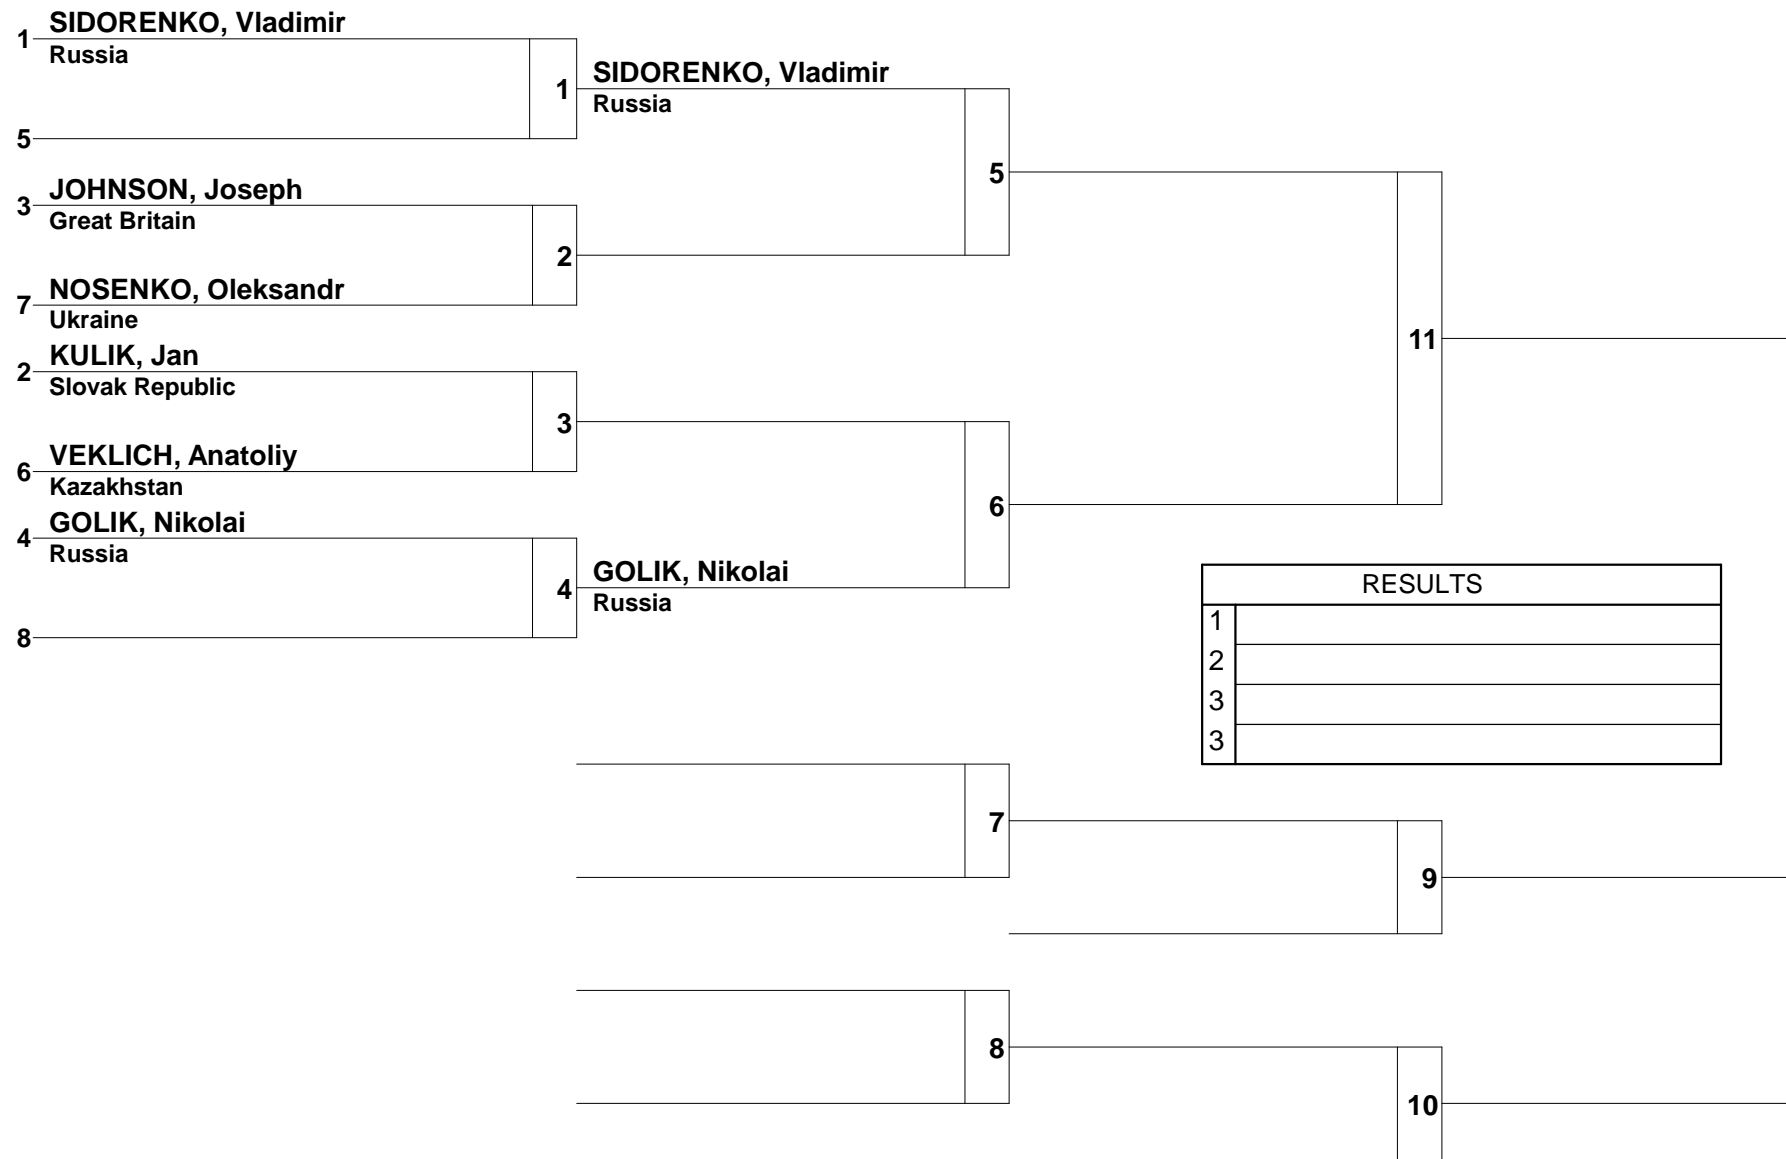 SIDORENKO, Vladimir
1
Russia
1
SIDORENKO, Vladimir
Russia
5
5
JOHNSON, Joseph
3
Great Britain
2
NOSENKO, Oleksandr
7
Ukraine
KULIK, Jan
2
Slovak Republic
11
3
VEKLICH, Anatoliy
6
Kazakhstan
6
GOLIK, Nikolai
4
Russia
4
GOLIK, Nikolai
Russia
8
RESULTS
1
2
3
3
7
9
8
10